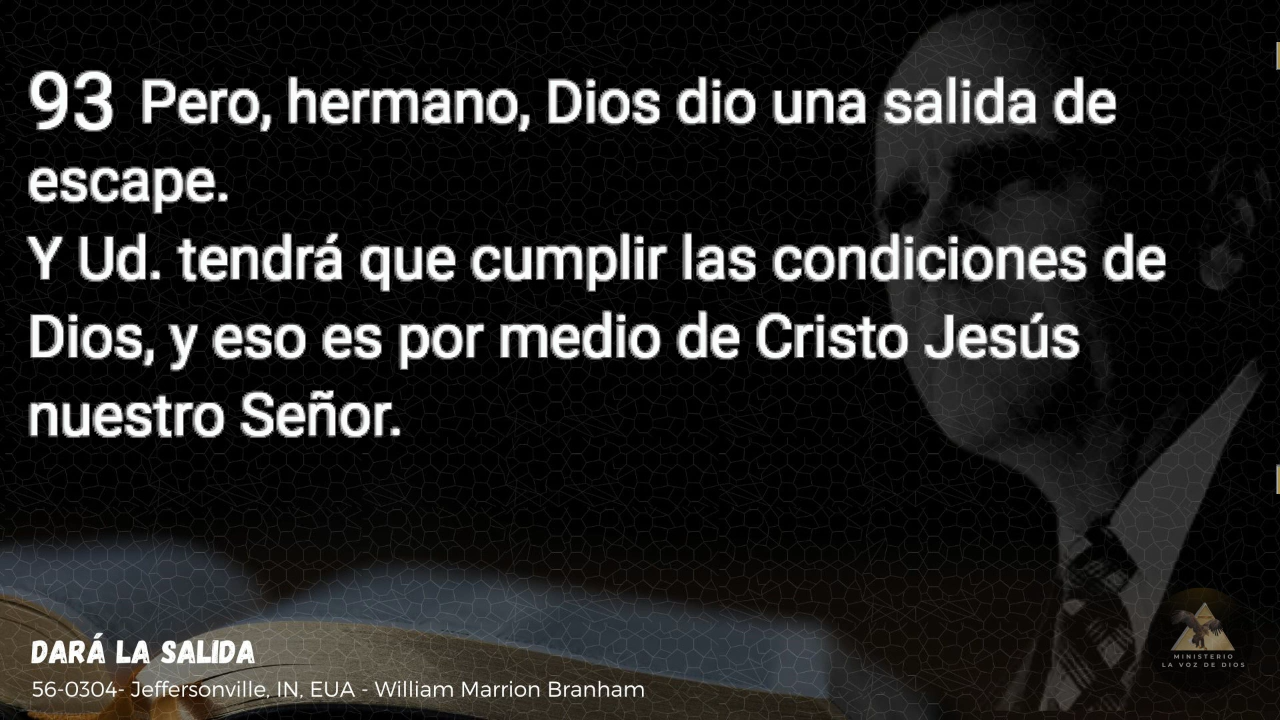 93 Pero, hermano, Dios dio una salida de
escape.
Y Ud. tendrá que cumplir las condiciones de
Dios, y eso es por medio de Cristo Jesús
nuestro Señor.
DARÁ LA SALIDA
56-0304- Jeffersonville, IN, EUA - William Marrion Branham
MINISTERIO
LA VOZ DE DIOS